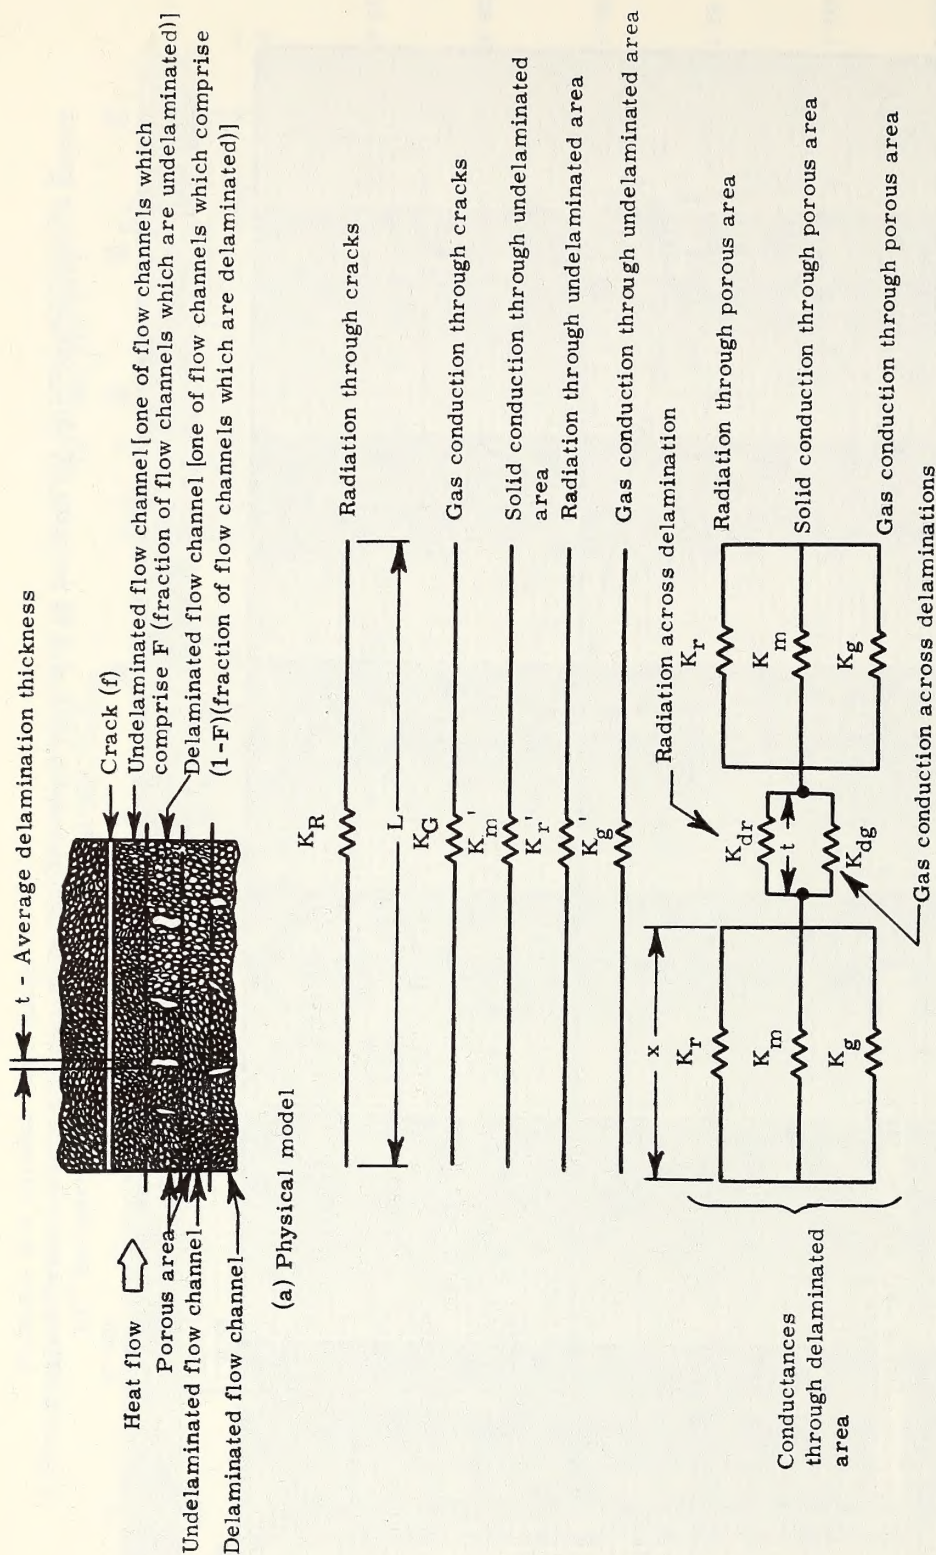 t - Average delamination thickness
Crack (f)
Undelaminated flow channel [one of flow channels which
comprise F (fraction of flow channels which are undelaminated)]
Delaminated flow channel [one of flow channels which comprise
(1-F)(fraction of flow channels which are delaminated)]
Heat flow
Porous area
Undelaminated flow channel
Delaminated flow channel
(a) Physical model
K_R
Radiation through cracks
L
K_G
Gas conduction through cracks
K_m'
Solid conduction through undelaminated
area
K_r'
Radiation through undelaminated area
K_g'
Gas conduction through undelaminated area
Radiation across delamination
x
K_r
K_m
K_g
K_dr
t
K_dg
K_r
K_m
K_g
Radiation through porous area
Solid conduction through porous area
Gas conduction through porous area
Gas conduction across delaminations
Conductances
through delaminated
area